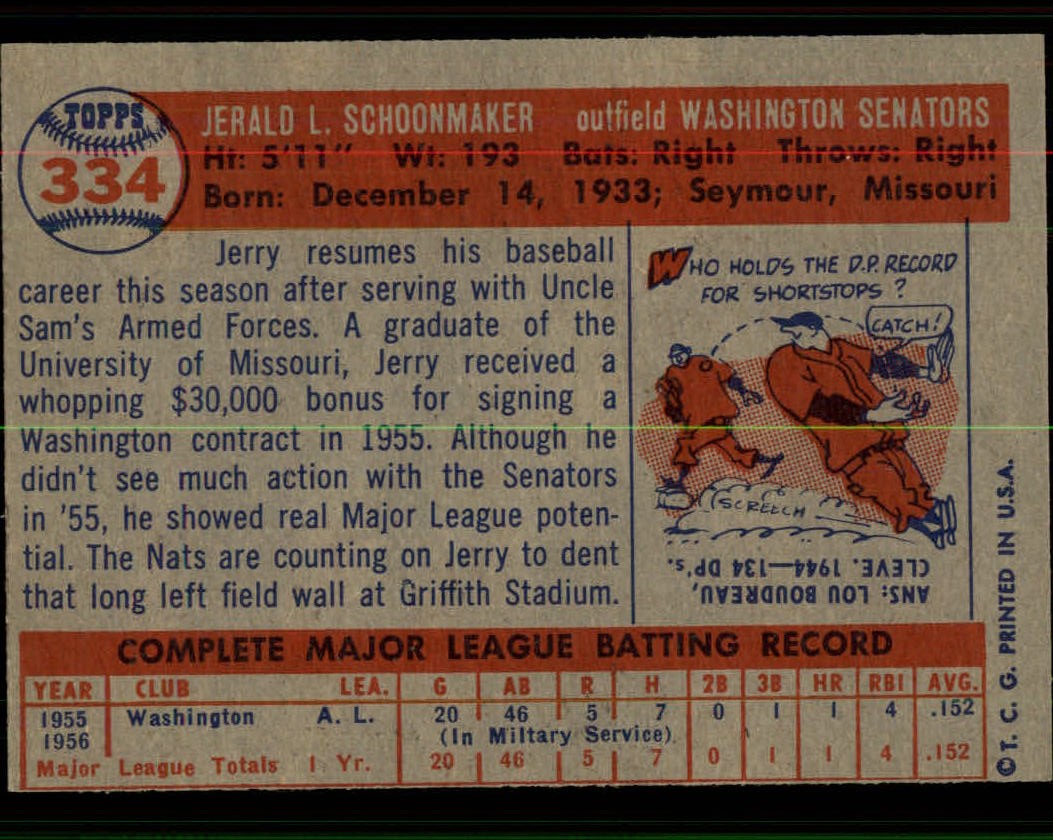 TOPPS
334
JERALD L. SCHOONMAKER outfield WASHINGTON SENATORS
Ht: 5'11" Wt: 193 Bats: Right Throws: Right
Born: December 14, 1933; Seymour, Missouri
Jerry resumes his baseball
career this season after serving with Uncle
Sam's Armed Forces. A graduate of the
University of Missouri, Jerry received a
whopping $30,000 bonus for signing a
Washington contract in 1955. Although he
didn't see much action with the Senators
in '55, he showed real Major League poten-
tial. The Nats are counting on Jerry to dent
that long left field wall at Griffith Stadium.
WHO HOLDS THE D.P. RECORD
FOR SHORTSTOPS ?
CATCH!
SCREECH
ANS: LOU BOUDREAU,
CLEVE. 1944—134 DP's.
COMPLETE MAJOR LEAGUE BATTING RECORD
YEAR CLUB LEA. G AB R H 2B 3B HR RBI AVG.
1955 Washington A. L. 20 46 5 7 0 1 1 4 .152
1956 (In Miltary Service)
Major League Totals 1 Yr. 20 46 5 7 0 1 1 4 .152
© T. C. G. PRINTED IN U.S.A.